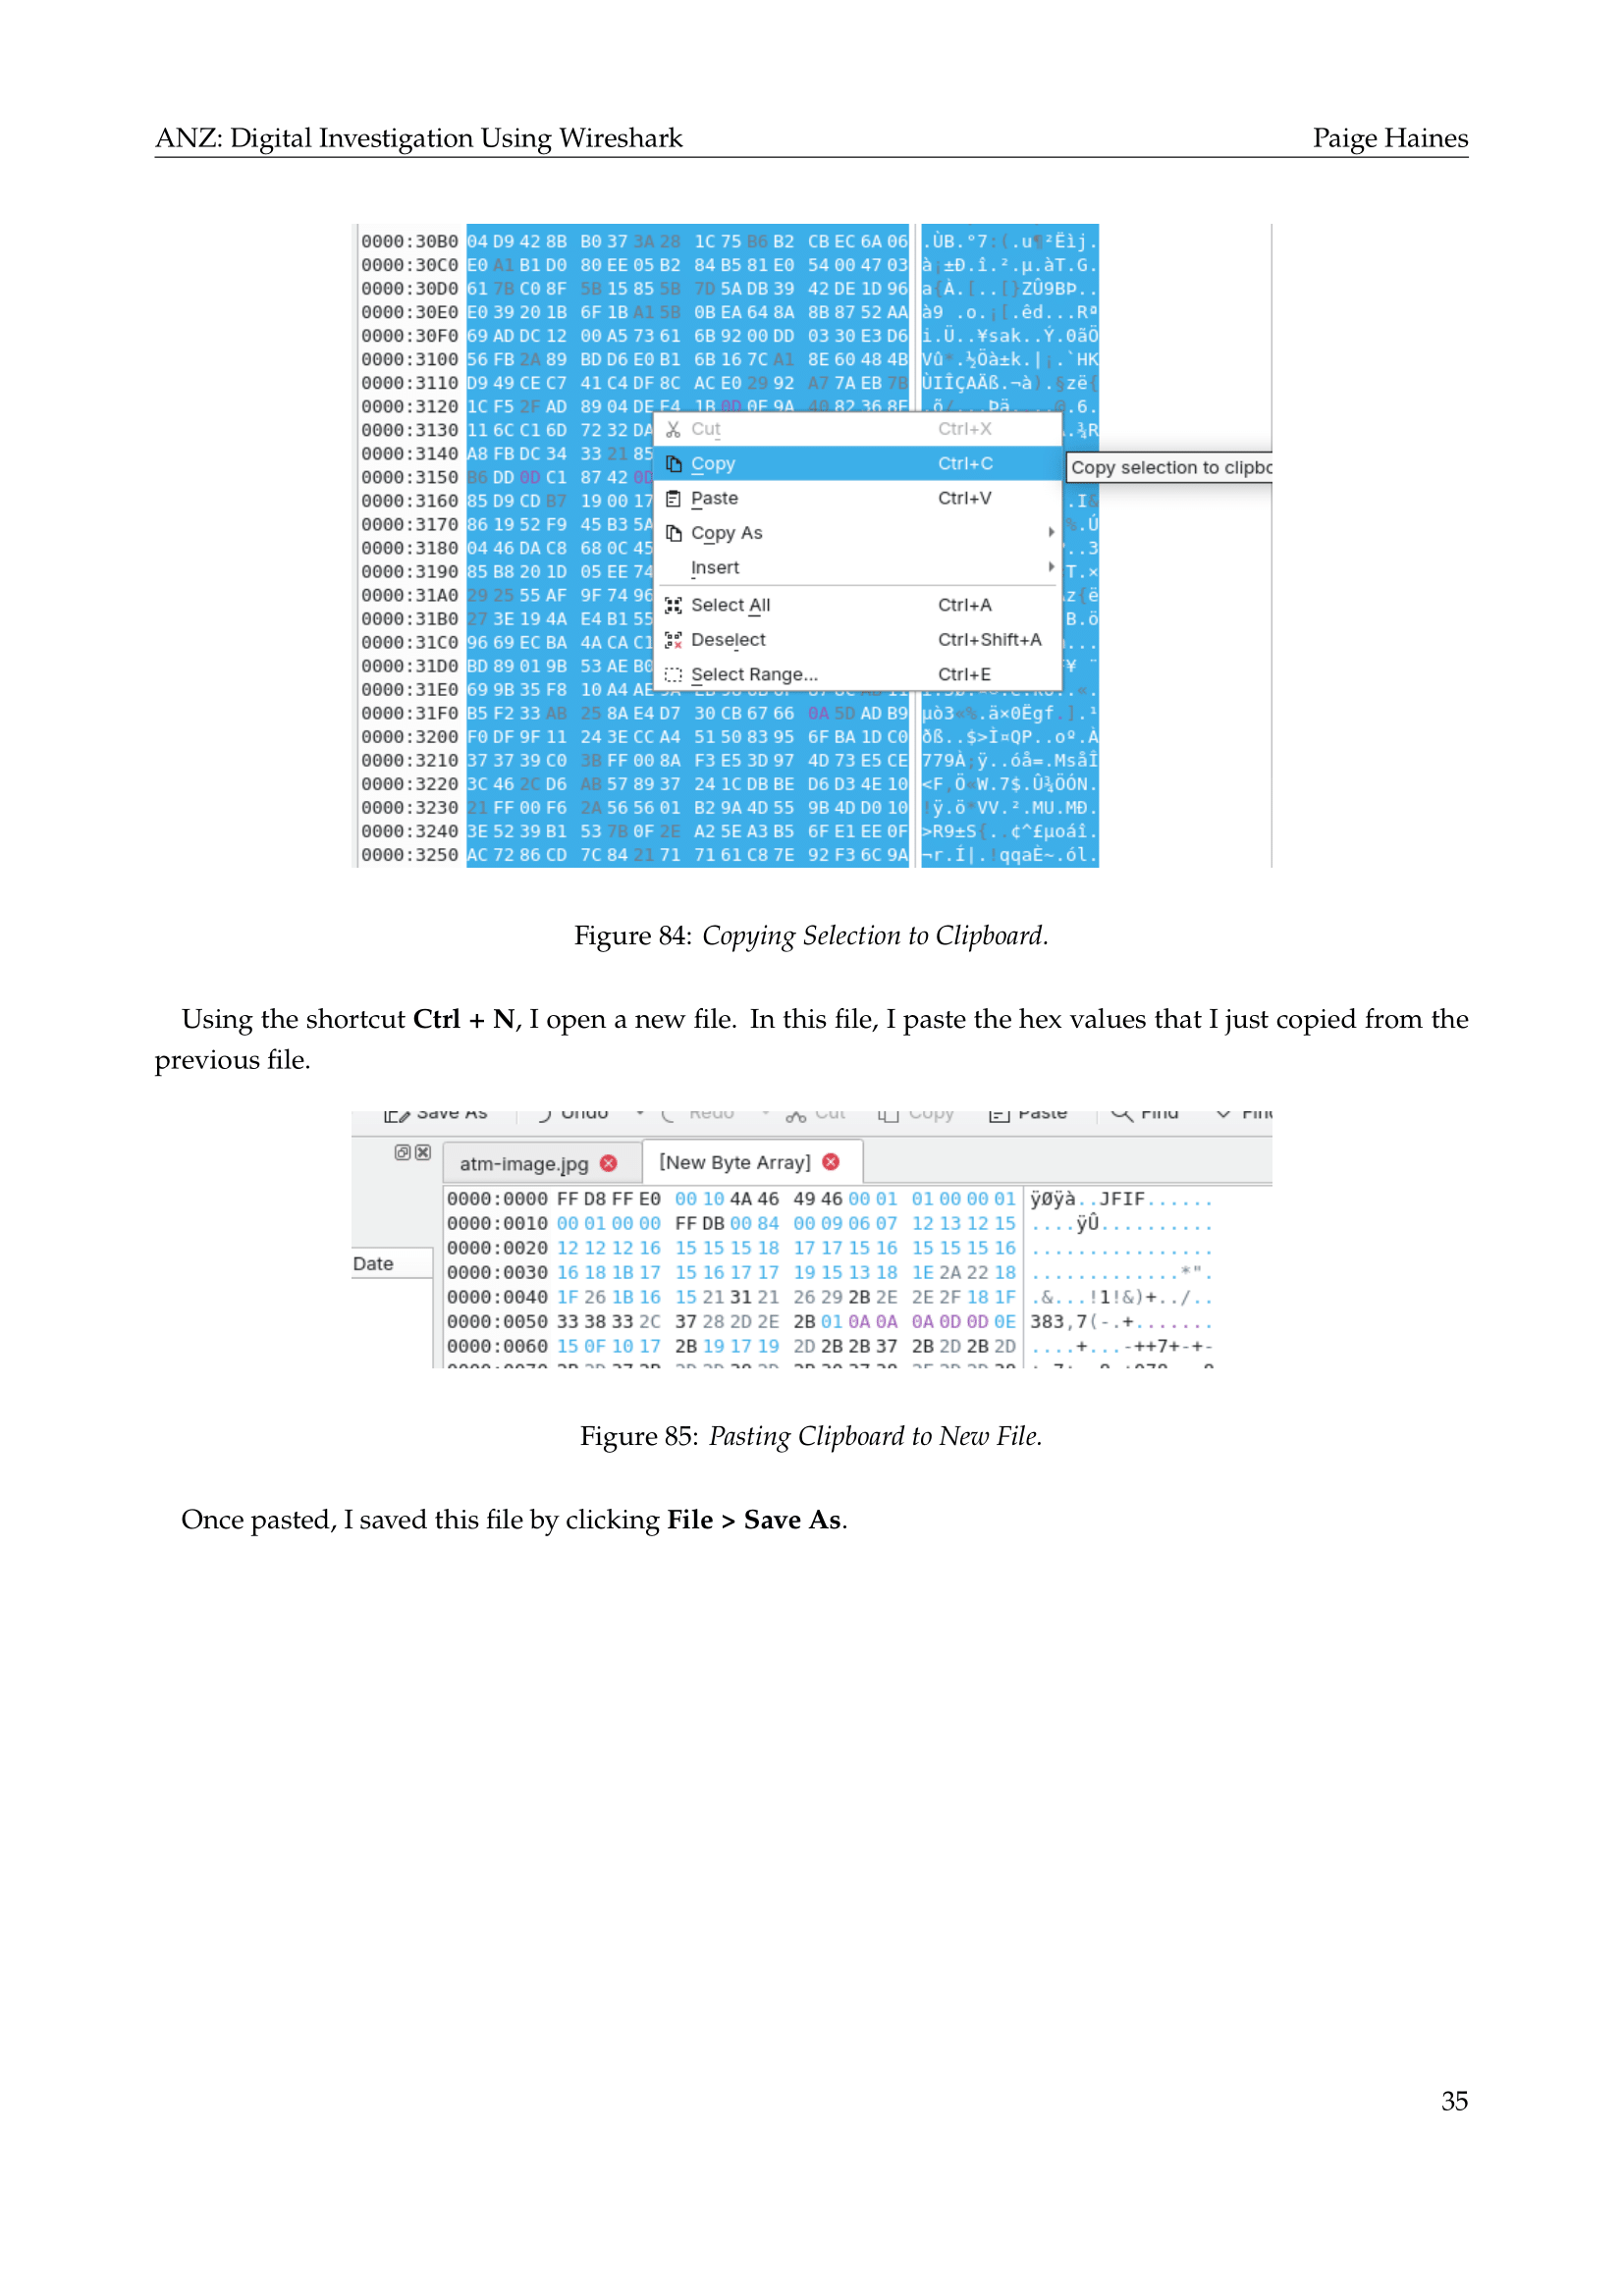 ANZ: Digital Investigation Using Wireshark Paige Haines
0000:30B0 04 D9 42 8B B0 37 3A 28 1C 75 B6 B2 CB EC 6A 06 .ÙB.°7:(.u¶²Ëìj.
0000:30C0 E0 A1 B1 D0 80 EE 05 B2 84 B5 81 E0 54 00 47 03 à¡±Ð.î.².µ.àT.G.
0000:30D0 61 7B C0 8F 5B 15 85 5B 7D 5A DB 39 42 DE 1D 96 a{À.[..[}ZÛ9BÞ..
0000:30E0 E0 39 20 1B 6F 1B A1 5B 0B EA 64 8A 8B 87 52 AA à9 .o.¡[.êd...Rª
0000:30F0 69 AD DC 12 00 A5 73 61 6B 92 00 DD 03 30 E3 D6 i.Ü..¥sak..Ý.0ãÖ
0000:3100 56 FB 2A 89 BD D6 E0 B1 6B 16 7C A1 8E 60 48 4B Vû*.½Öà±k.|¡.`HK
0000:3110 D9 49 CE C7 41 C4 DF 8C AC E0 29 92 A7 7A EB 7B ÙIÎÇAÄß.¬à).§zë{
0000:3120 1C F5 2F AD 89 04 DE E4 1B 0D 0E 9A 40 82 36 8F .õ/...Þä....@.6.
0000:3130 11 6C C1 6D 72 32 DA .¾R
0000:3140 A8 FB DC 34 33 21 85
0000:3150 B6 DD 0D C1 87 42 0D
0000:3160 85 D9 CD B7 19 00 17 .I&
0000:3170 86 19 52 F9 45 B3 5A %.Ú
0000:3180 04 46 DA C8 68 0C 45 ..3
0000:3190 85 B8 20 1D 05 EE 74 T.×
0000:31A0 29 25 55 AF 9F 74 96 z{ë
0000:31B0 27 3E 19 4A E4 B1 55 B.ö
0000:31C0 96 69 EC BA 4A CA C1 ...
0000:31D0 BD 89 01 9B 53 AE B0 ¥ ¨
0000:31E0 69 9B 35 F8 10 A4 AE
0000:31F0 B5 F2 33 AB 25 8A E4 D7 30 CB 67 66 0A 5D AD B9 µò3«%.ä×0Ëgf.].¹
0000:3200 F0 DF 9F 11 24 3E CC A4 51 50 83 95 6F BA 1D C0 ðß..$>Ì¤QP..oº.À
0000:3210 37 37 39 C0 3B FF 00 8A F3 E5 3D 97 4D 73 E5 CE 779À;ÿ..óå=.MsåÎ
0000:3220 3C 46 2C D6 AB 57 89 37 24 1C DB BE D6 D3 4E 10 <F,Ö«W.7$.Û¾ÖÓN.
0000:3230 21 FF 00 F6 2A 56 56 01 B2 9A 4D 55 9B 4D D0 10 !ÿ.ö*VV.².MU.MÐ.
0000:3240 3E 52 39 B1 53 7B 0F 2E A2 5E A3 B5 6F E1 EE 0F >R9±S{..¢^£µoáî.
0000:3250 AC 72 86 CD 7C 84 21 71 71 61 C8 7E 92 F3 6C 9A ¬r.Í|.!qqaÈ~.ól.
Cut Ctrl+X
Copy Ctrl+C
Paste Ctrl+V
Copy As
Insert
Select All Ctrl+A
Deselect Ctrl+Shift+A
Select Range... Ctrl+E
Copy selection to clipbo
Figure 84: Copying Selection to Clipboard.
Using the shortcut Ctrl + N, I open a new file. In this file, I paste the hex values that I just copied from the
previous file.
Save As Undo Redo Cut Copy Paste Find Find
atm-image.jpg [New Byte Array]
Date
0000:0000 FF D8 FF E0 00 10 4A 46 49 46 00 01 01 00 00 01 ÿØÿà..JFIF......
0000:0010 00 01 00 00 FF DB 00 84 00 09 06 07 12 13 12 15 ....ÿÛ..........
0000:0020 12 12 12 16 15 15 15 18 17 17 15 16 15 15 15 16 ................
0000:0030 16 18 1B 17 15 16 17 17 19 15 13 18 1E 2A 22 18 .............*".
0000:0040 1F 26 1B 16 15 21 31 21 26 29 2B 2E 2E 2F 18 1F .&...!1!&)+../..
0000:0050 33 38 33 2C 37 28 2D 2E 2B 01 0A 0A 0A 0D 0D 0E 383,7(-.+.......
0000:0060 15 0F 10 17 2B 19 17 19 2D 2B 2B 37 2B 2D 2B 2D ....+...-++7+-+-
Figure 85: Pasting Clipboard to New File.
Once pasted, I saved this file by clicking File > Save As.
35